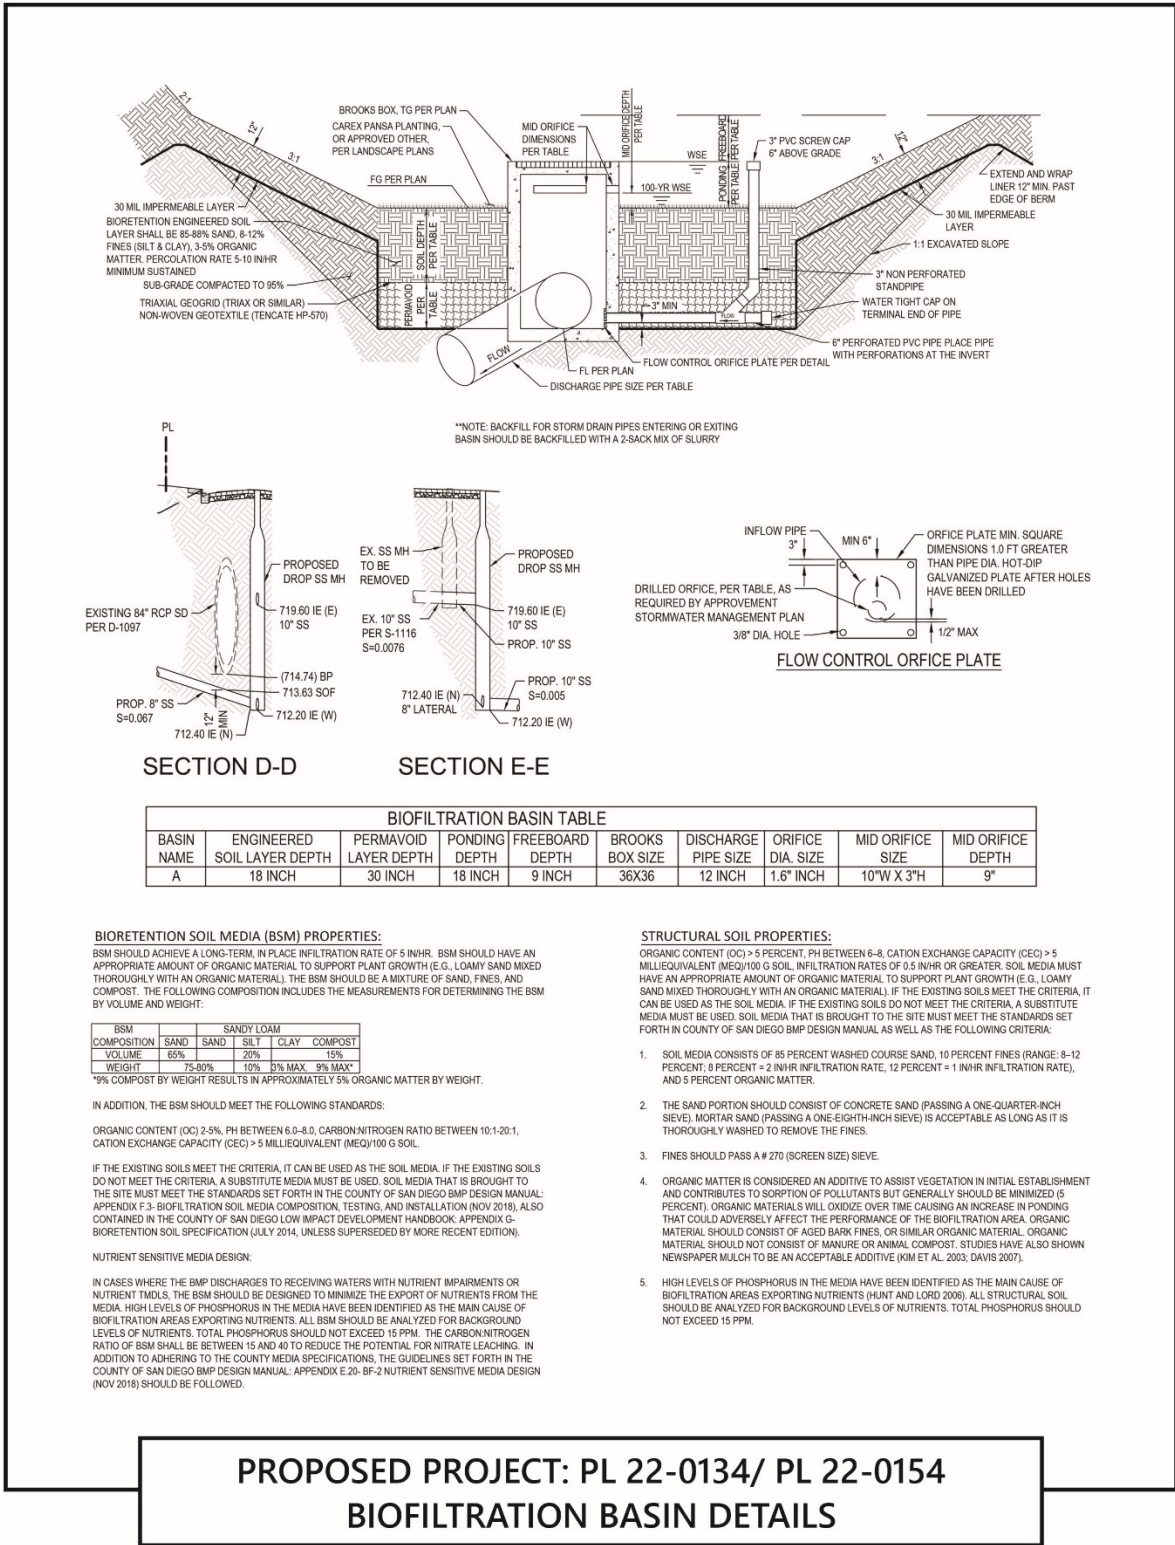 2:1
12"
3:1
BROOKS BOX, TG PER PLAN
CAREX PANSA PLANTING,
OR APPROVED OTHER,
PER LANDSCAPE PLANS
FG PER PLAN
MID ORIFICE
DIMENSIONS
PER TABLE
MID ORIFICE DEPTH
PER TABLE
WSE
100-YR WSE
PONDING FREEBOARD
PER TABLE PER TABLE
3" PVC SCREW CAP
6" ABOVE GRADE
3:1
12"
EXTEND AND WRAP
LINER 12" MIN. PAST
EDGE OF BERM
30 MIL IMPERMEABLE
LAYER
1:1 EXCAVATED SLOPE
3" NON PERFORATED
STANDPIPE
WATER TIGHT CAP ON
TERMINAL END OF PIPE
6" PERFORATED PVC PIPE PLACE PIPE
WITH PERFORATIONS AT THE INVERT
30 MIL IMPERMEABLE LAYER
BIORETENTION ENGINEERED SOIL
LAYER SHALL BE 85-88% SAND, 8-12%
FINES (SILT & CLAY), 3-5% ORGANIC
MATTER. PERCOLATION RATE 5-10 IN/HR
MINIMUM SUSTAINED
SUB-GRADE COMPACTED TO 95%
TRIAXIAL GEOGRID (TRIAX OR SIMILAR)
NON-WOVEN GEOTEXTILE (TENCATE HP-570)
SOIL DEPTH
PER TABLE
PERMAVOID
PER
TABLE
3" MIN
FLOW
FLOW
FLOW CONTROL ORIFICE PLATE PER DETAIL
FL PER PLAN
DISCHARGE PIPE SIZE PER TABLE
**NOTE: BACKFILL FOR STORM DRAIN PIPES ENTERING OR EXITING
BASIN SHOULD BE BACKFILLED WITH A 2-SACK MIX OF SLURRY
PL
PROPOSED
DROP SS MH
EXISTING 84" RCP SD
PER D-1097
719.60 IE (E)
10" SS
(714.74) BP
713.63 SOF
PROP. 8" SS
S=0.067
12"
MIN
712.20 IE (W)
712.40 IE (N)
SECTION D-D
EX. SS MH
TO BE
REMOVED
PROPOSED
DROP SS MH
EX. 10" SS
PER S-1116
S=0.0076
719.60 IE (E)
10" SS
PROP. 10" SS
PROP. 10" SS
S=0.005
712.40 IE (N)
8" LATERAL
712.20 IE (W)
SECTION E-E
INFLOW PIPE
3"
MIN 6"
ORFICE PLATE MIN. SQUARE
DIMENSIONS 1.0 FT GREATER
THAN PIPE DIA. HOT-DIP
GALVANIZED PLATE AFTER HOLES
HAVE BEEN DRILLED
DRILLED ORFICE, PER TABLE, AS
REQUIRED BY APPROVEMENT
STORMWATER MANAGEMENT PLAN
3/8" DIA. HOLE
1/2" MAX
FLOW CONTROL ORFICE PLATE
BIOFILTRATION BASIN TABLE
BASIN NAME ENGINEERED SOIL LAYER DEPTH PERMAVOID LAYER DEPTH PONDING DEPTH FREEBOARD DEPTH BROOKS BOX SIZE DISCHARGE PIPE SIZE ORIFICE DIA. SIZE MID ORIFICE SIZE MID ORIFICE DEPTH
A 18 INCH 30 INCH 18 INCH 9 INCH 36X36 12 INCH 1.6" INCH 10"W X 3"H 9"
BIORETENTION SOIL MEDIA (BSM) PROPERTIES:
BSM SHOULD ACHIEVE A LONG-TERM, IN PLACE INFILTRATION RATE OF 5 IN/HR. BSM SHOULD HAVE AN
APPROPRIATE AMOUNT OF ORGANIC MATERIAL TO SUPPORT PLANT GROWTH (E.G., LOAMY SAND MIXED
THOROUGHLY WITH AN ORGANIC MATERIAL). THE BSM SHOULD BE A MIXTURE OF SAND, FINES, AND
COMPOST. THE FOLLOWING COMPOSITION INCLUDES THE MEASUREMENTS FOR DETERMINING THE BSM
BY VOLUME AND WEIGHT:
BSM SANDY LOAM
COMPOSITION SAND SAND SILT CLAY COMPOST
VOLUME 65% 20% 15%
WEIGHT 75-80% 10% 3% MAX. 9% MAX*
*9% COMPOST BY WEIGHT RESULTS IN APPROXIMATELY 5% ORGANIC MATTER BY WEIGHT.
IN ADDITION, THE BSM SHOULD MEET THE FOLLOWING STANDARDS:
ORGANIC CONTENT (OC) 2-5%, PH BETWEEN 6.0–8.0, CARBON:NITROGEN RATIO BETWEEN 10:1-20:1,
CATION EXCHANGE CAPACITY (CEC) > 5 MILLIEQUIVALENT (MEQ)/100 G SOIL.
IF THE EXISTING SOILS MEET THE CRITERIA, IT CAN BE USED AS THE SOIL MEDIA. IF THE EXISTING SOILS
DO NOT MEET THE CRITERIA, A SUBSTITUTE MEDIA MUST BE USED. SOIL MEDIA THAT IS BROUGHT TO
THE SITE MUST MEET THE STANDARDS SET FORTH IN THE COUNTY OF SAN DIEGO BMP DESIGN MANUAL:
APPENDIX F.3- BIOFILTRATION SOIL MEDIA COMPOSITION, TESTING, AND INSTALLATION (NOV 2018), ALSO
CONTAINED IN THE COUNTY OF SAN DIEGO LOW IMPACT DEVELOPMENT HANDBOOK: APPENDIX G-
BIORETENTION SOIL SPECIFICATION (JULY 2014, UNLESS SUPERSEDED BY MORE RECENT EDITION).
NUTRIENT SENSITIVE MEDIA DESIGN:
IN CASES WHERE THE BMP DISCHARGES TO RECEIVING WATERS WITH NUTRIENT IMPAIRMENTS OR
NUTRIENT TMDLS, THE BSM SHOULD BE DESIGNED TO MINIMIZE THE EXPORT OF NUTRIENTS FROM THE
MEDIA. HIGH LEVELS OF PHOSPHORUS IN THE MEDIA HAVE BEEN IDENTIFIED AS THE MAIN CAUSE OF
BIOFILTRATION AREAS EXPORTING NUTRIENTS. ALL BSM SHOULD BE ANALYZED FOR BACKGROUND
LEVELS OF NUTRIENTS. TOTAL PHOSPHORUS SHOULD NOT EXCEED 15 PPM. THE CARBON:NITROGEN
RATIO OF BSM SHALL BE BETWEEN 15 AND 40 TO REDUCE THE POTENTIAL FOR NITRATE LEACHING. IN
ADDITION TO ADHERING TO THE COUNTY MEDIA SPECIFICATIONS, THE GUIDELINES SET FORTH IN THE
COUNTY OF SAN DIEGO BMP DESIGN MANUAL: APPENDIX E.20- BF-2 NUTRIENT SENSITIVE MEDIA DESIGN
(NOV 2018) SHOULD BE FOLLOWED.
STRUCTURAL SOIL PROPERTIES:
ORGANIC CONTENT (OC) > 5 PERCENT, PH BETWEEN 6–8, CATION EXCHANGE CAPACITY (CEC) > 5
MILLIEQUIVALENT (MEQ)/100 G SOIL, INFILTRATION RATES OF 0.5 IN/HR OR GREATER. SOIL MEDIA MUST
HAVE AN APPROPRIATE AMOUNT OF ORGANIC MATERIAL TO SUPPORT PLANT GROWTH (E.G., LOAMY
SAND MIXED THOROUGHLY WITH AN ORGANIC MATERIAL). IF THE EXISTING SOILS MEET THE CRITERIA, IT
CAN BE USED AS THE SOIL MEDIA. IF THE EXISTING SOILS DO NOT MEET THE CRITERIA, A SUBSTITUTE
MEDIA MUST BE USED. SOIL MEDIA THAT IS BROUGHT TO THE SITE MUST MEET THE STANDARDS SET
FORTH IN COUNTY OF SAN DIEGO BMP DESIGN MANUAL AS WELL AS THE FOLLOWING CRITERIA:
1. SOIL MEDIA CONSISTS OF 85 PERCENT WASHED COURSE SAND, 10 PERCENT FINES (RANGE: 8–12
PERCENT; 8 PERCENT = 2 IN/HR INFILTRATION RATE, 12 PERCENT = 1 IN/HR INFILTRATION RATE),
AND 5 PERCENT ORGANIC MATTER.
2. THE SAND PORTION SHOULD CONSIST OF CONCRETE SAND (PASSING A ONE-QUARTER-INCH
SIEVE). MORTAR SAND (PASSING A ONE-EIGHTH-INCH SIEVE) IS ACCEPTABLE AS LONG AS IT IS
THOROUGHLY WASHED TO REMOVE THE FINES.
3. FINES SHOULD PASS A # 270 (SCREEN SIZE) SIEVE.
4. ORGANIC MATTER IS CONSIDERED AN ADDITIVE TO ASSIST VEGETATION IN INITIAL ESTABLISHMENT
AND CONTRIBUTES TO SORPTION OF POLLUTANTS BUT GENERALLY SHOULD BE MINIMIZED (5
PERCENT). ORGANIC MATERIALS WILL OXIDIZE OVER TIME CAUSING AN INCREASE IN PONDING
THAT COULD ADVERSELY AFFECT THE PERFORMANCE OF THE BIOFILTRATION AREA. ORGANIC
MATERIAL SHOULD CONSIST OF AGED BARK FINES, OR SIMILAR ORGANIC MATERIAL. ORGANIC
MATERIAL SHOULD NOT CONSIST OF MANURE OR ANIMAL COMPOST. STUDIES HAVE ALSO SHOWN
NEWSPAPER MULCH TO BE AN ACCEPTABLE ADDITIVE (KIM ET AL. 2003; DAVIS 2007).
5. HIGH LEVELS OF PHOSPHORUS IN THE MEDIA HAVE BEEN IDENTIFIED AS THE MAIN CAUSE OF
BIOFILTRATION AREAS EXPORTING NUTRIENTS (HUNT AND LORD 2006). ALL STRUCTURAL SOIL
SHOULD BE ANALYZED FOR BACKGROUND LEVELS OF NUTRIENTS. TOTAL PHOSPHORUS SHOULD
NOT EXCEED 15 PPM.
PROPOSED PROJECT: PL 22-0134/ PL 22-0154
BIOFILTRATION BASIN DETAILS